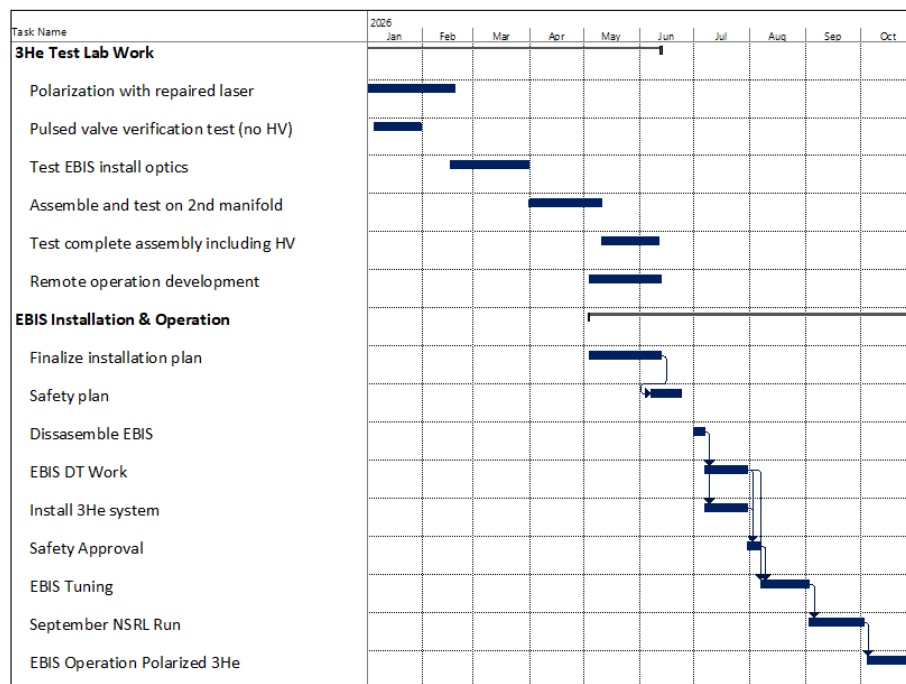 2026
Task Name Jan Feb Mar Apr May Jun Jul Aug Sep Oct
3He Test Lab Work
Polarization with repaired laser
Pulsed valve verification test (no HV)
Test EBIS install optics
Assemble and test on 2nd manifold
Test complete assembly including HV
Remote operation development
EBIS Installation & Operation
Finalize installation plan
Safety plan
Dissasemble EBIS
EBIS DT Work
Install 3He system
Safety Approval
EBIS Tuning
September NSRL Run
EBIS Operation Polarized 3He